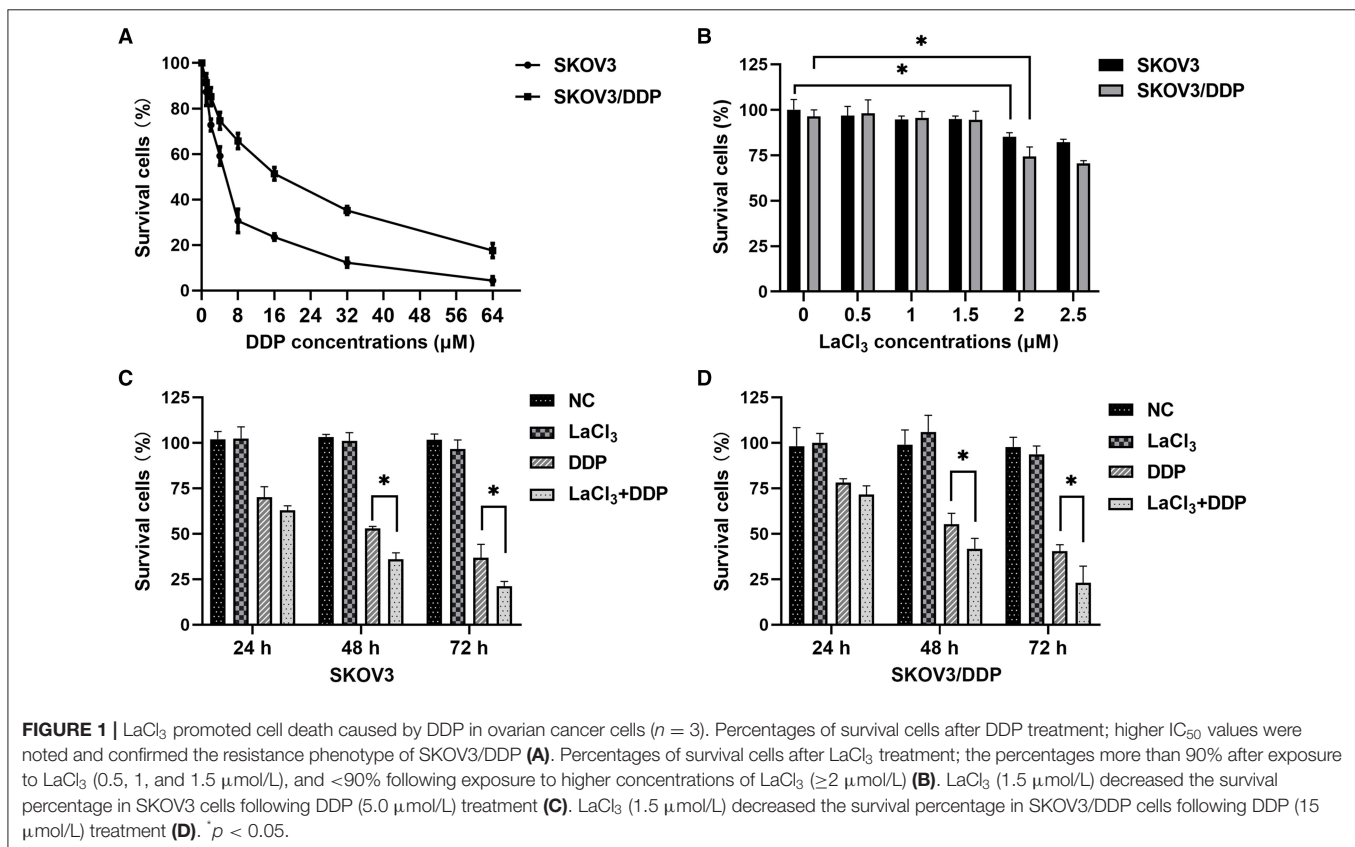 A
Survival cells (%)
100
80
60
40
20
0
0 8 16 24 32 40 48 56 64
DDP concentrations (µM)
SKOV3
SKOV3/DDP
B
Survival cells (%)
125
100
75
50
25
0
0 0.5 1 1.5 2 2.5
LaCl₃ concentrations (µM)
*
*
SKOV3
SKOV3/DDP
C
Survival cells (%)
125
100
75
50
25
0
24 h 48 h 72 h
SKOV3
*
*
NC
LaCl₃
DDP
LaCl₃+DDP
D
Survival cells (%)
125
100
75
50
25
0
24 h 48 h 72 h
SKOV3/DDP
*
*
NC
LaCl₃
DDP
LaCl₃+DDP
FIGURE 1 | LaCl₃ promoted cell death caused by DDP in ovarian cancer cells (n = 3). Percentages of survival cells after DDP treatment; higher IC₅₀ values were
noted and confirmed the resistance phenotype of SKOV3/DDP (A). Percentages of survival cells after LaCl₃ treatment; the percentages more than 90% after exposure
to LaCl₃ (0.5, 1, and 1.5 µmol/L), and <90% following exposure to higher concentrations of LaCl₃ (≥2 µmol/L) (B). LaCl₃ (1.5 µmol/L) decreased the survival
percentage in SKOV3 cells following DDP (5.0 µmol/L) treatment (C). LaCl₃ (1.5 µmol/L) decreased the survival percentage in SKOV3/DDP cells following DDP (15
µmol/L) treatment (D). *p < 0.05.